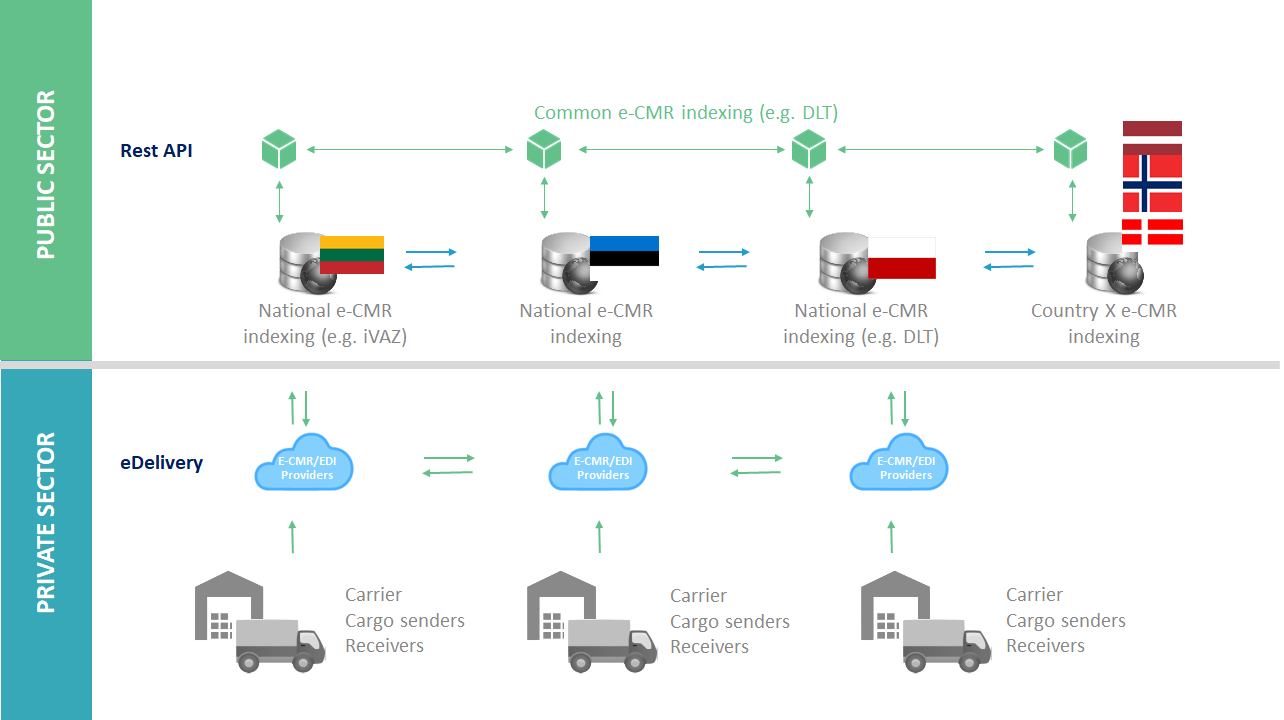 PUBLIC SECTOR
Common e-CMR indexing (e.g. DLT)
Rest API
National e-CMR
indexing (e.g. iVAZ)
National e-CMR
indexing
National e-CMR
indexing (e.g. DLT)
Country X e-CMR
indexing
PRIVATE SECTOR
eDelivery
E-CMR/EDI
Providers
E-CMR/EDI
Providers
E-CMR/EDI
Providers
Carrier
Cargo senders
Receivers
Carrier
Cargo senders
Receivers
Carrier
Cargo senders
Receivers